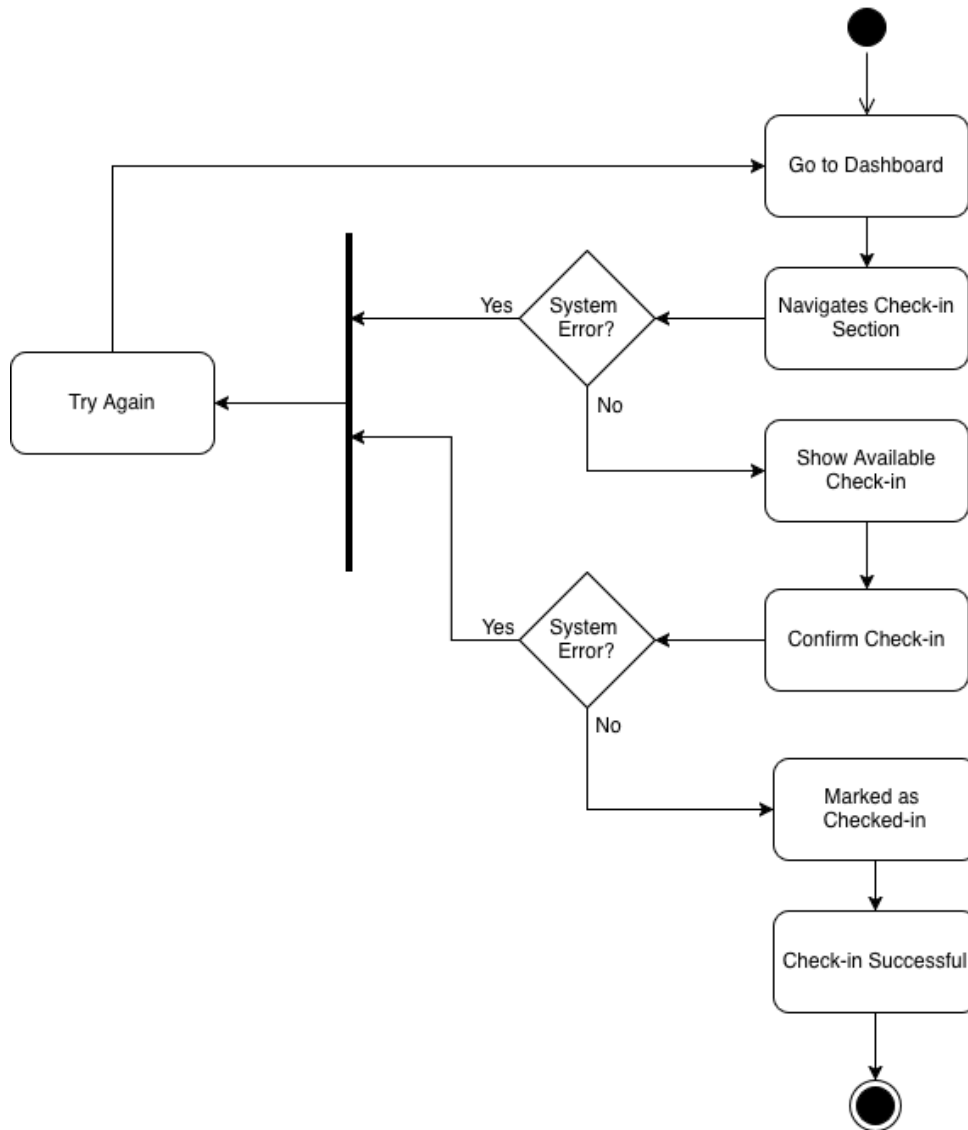 Go to Dashboard
Navigates Check-in
Section
System
Error?
Yes
No
Try Again
Show Available
Check-in
Confirm Check-in
System
Error?
Yes
No
Marked as
Checked-in
Check-in Successful